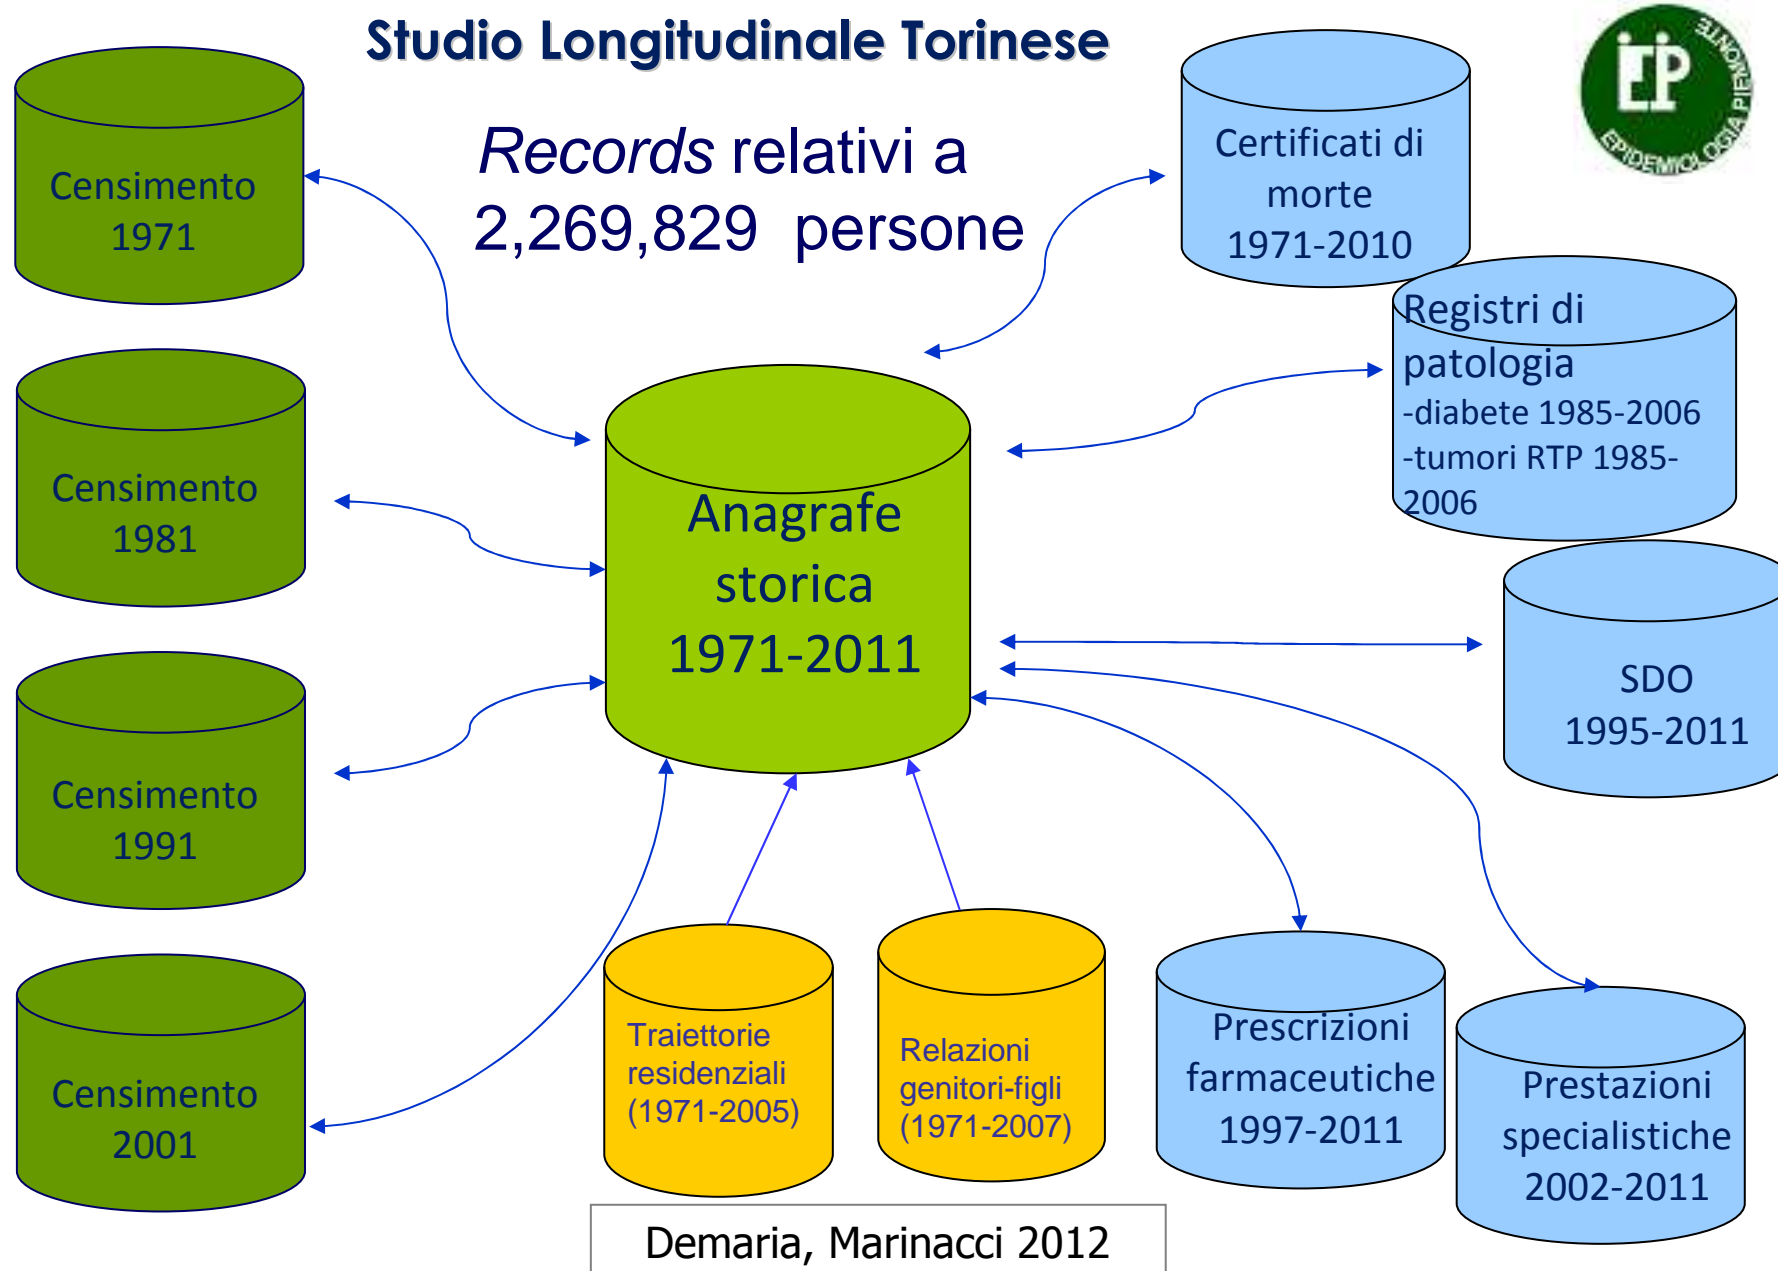 Studio Longitudinale Torinese
Records relativi a
2,269,829 persone
Censimento
1971
Censimento
1981
Censimento
1991
Censimento
2001
Anagrafe
storica
1971-2011
Traiettorie
residenziali
(1971-2005)
Relazioni
genitori-figli
(1971-2007)
Certificati di
morte
1971-2010
Registri di
patologia
-diabete 1985-2006
-tumori RTP 1985-
2006
SDO
1995-2011
Prescrizioni
farmaceutiche
1997-2011
Prestazioni
specialistiche
2002-2011
EPIDEMIOLOGIA PIEMONTE
Demaria, Marinacci 2012